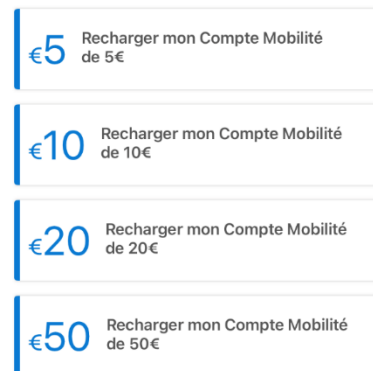 €5
Recharger mon Compte Mobilité
de 5€
€10
Recharger mon Compte Mobilité
de 10€
€20
Recharger mon Compte Mobilité
de 20€
€50
Recharger mon Compte Mobilité
de 50€